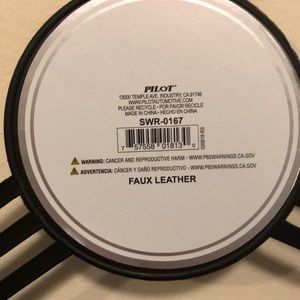 PILOT
13000 TEMPLE AVE, INDUSTRY, CA 91746
WWW.PILOTAUTOMOTIVE.COM
PLEASE RECYCLE • POR FAVOR RECICLE
MADE IN CHINA • HECHO EN CHINA
SWR-0167
7 57558 01813 0
020918-RS
WARNING: CANCER AND REPRODUCTIVE HARM - WWW.P65WARNINGS.CA.GOV
ADVERTENCIA: CÁNCER Y DAÑO REPRODUCTIVO - WWW.P65WARNINGS.CA.GOV
FAUX LEATHER